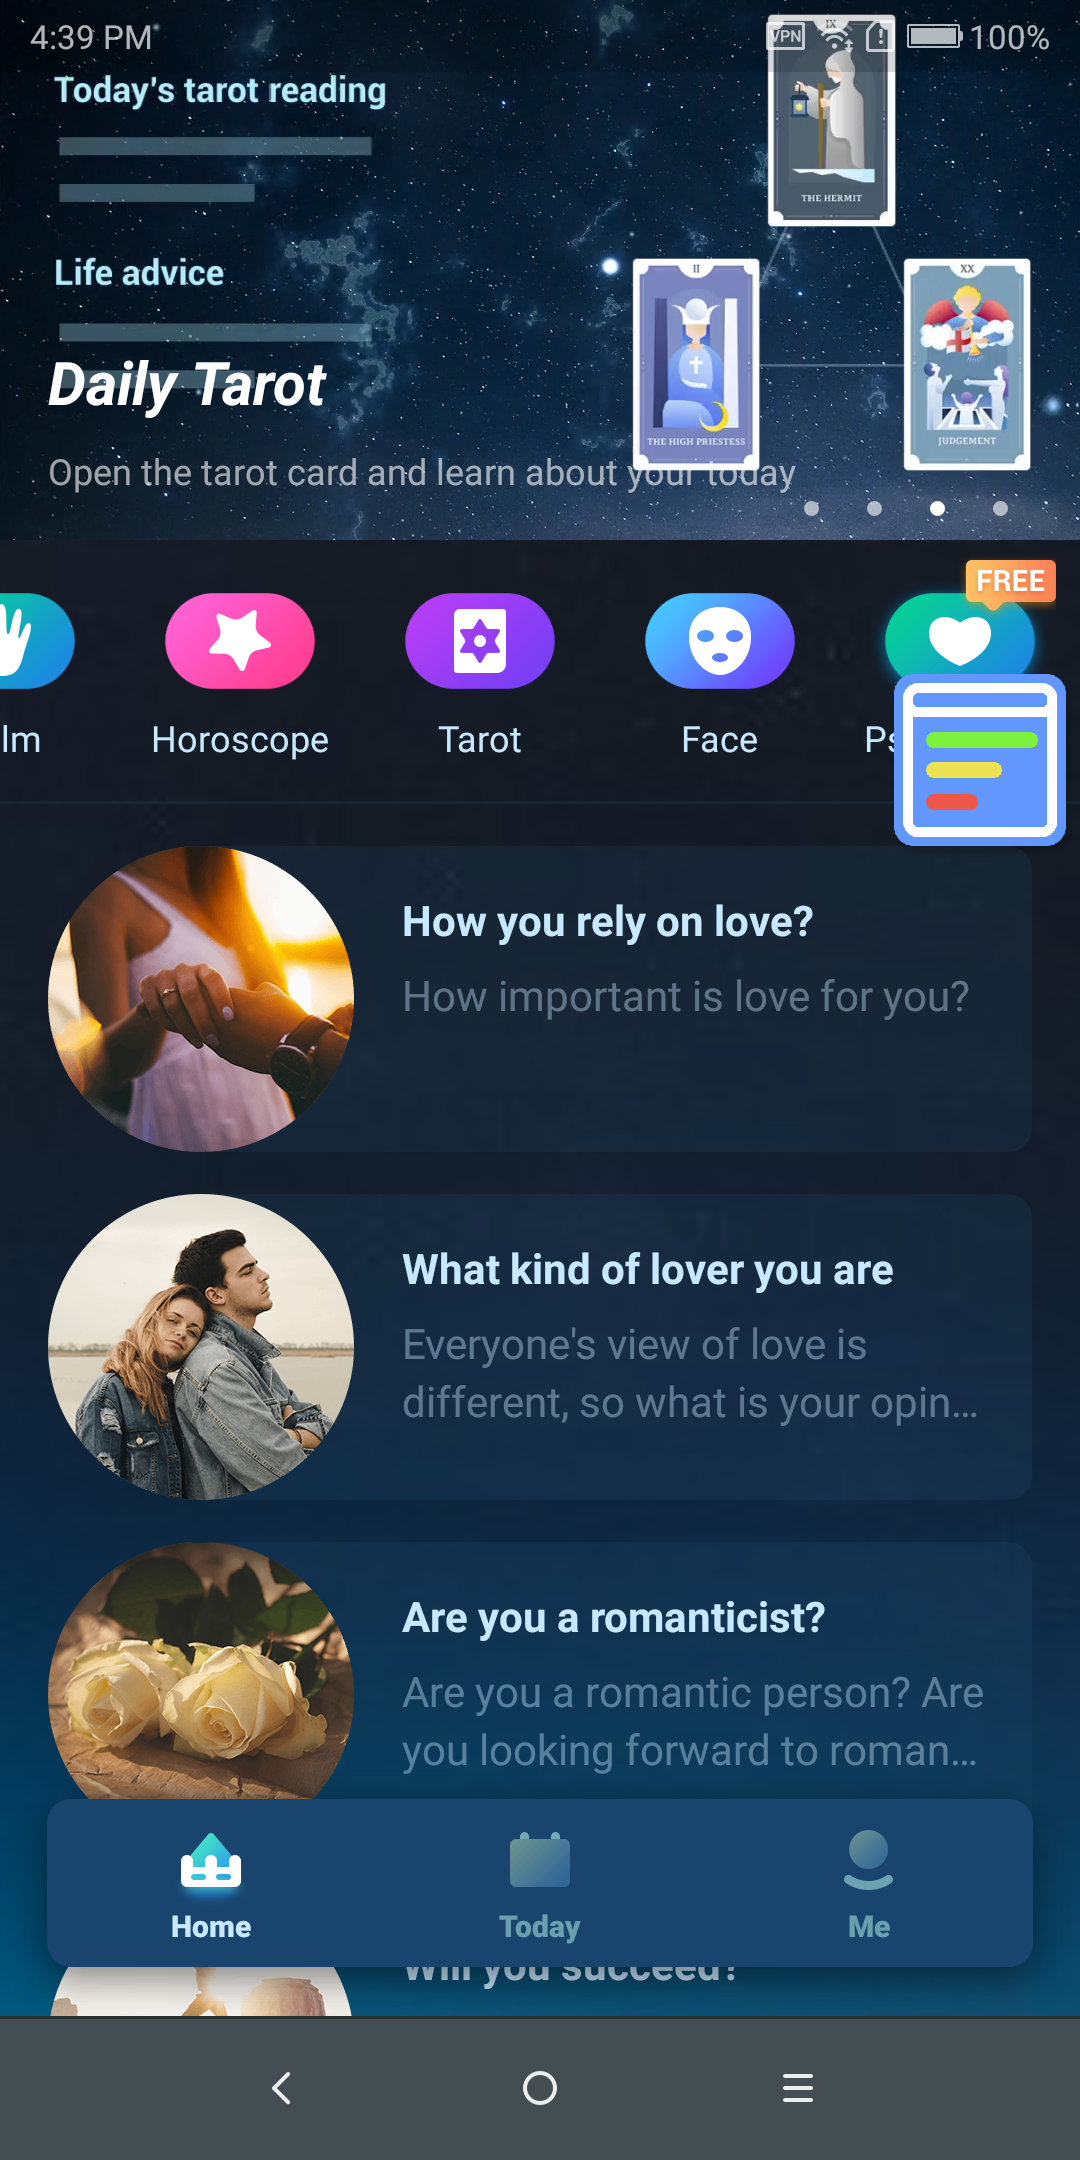 4:39 PM
VPN
100%
Today's tarot reading
IX
THE HERMIT
Life advice
II
THE HIGH PRIESTESS
XX
JUDGEMENT
Daily Tarot
Open the tarot card and learn about your today
FREE
lm
Horoscope
Tarot
Face
Ps
How you rely on love?
How important is love for you?
What kind of lover you are
Everyone's view of love is
different, so what is your opin...
Are you a romanticist?
Are you a romantic person? Are
you looking forward to roman...
Home
Today
Me
Will you succeed?